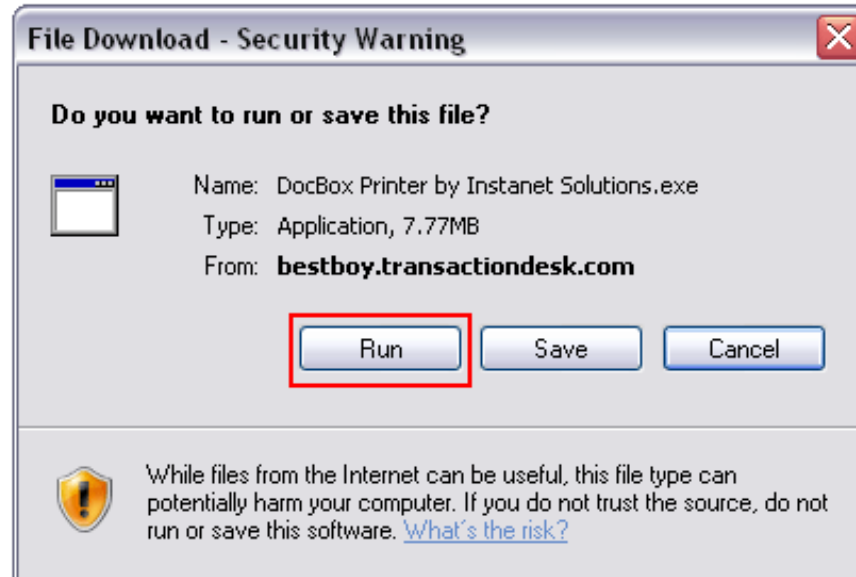 File Download - Security Warning
Do you want to run or save this file?
Name: DocBox Printer by Instanet Solutions.exe
Type: Application, 7.77MB
From: bestboy.transactiondesk.com
Run Save Cancel
While files from the Internet can be useful, this file type can
potentially harm your computer. If you do not trust the source, do not
run or save this software. What's the risk?